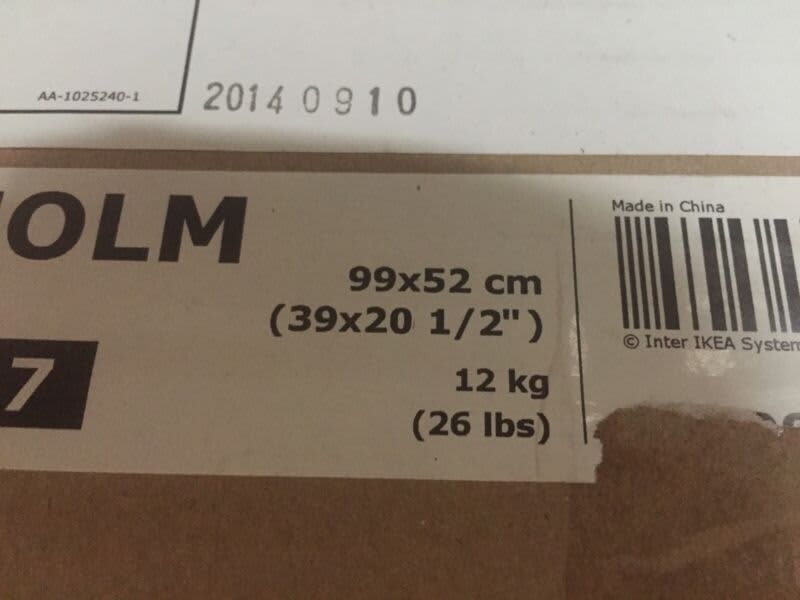 AA-1025240-1
20140910
OLM
99x52 cm
(39x20 1/2")
12 kg
(26 lbs)
7
Made in China
© Inter IKEA System